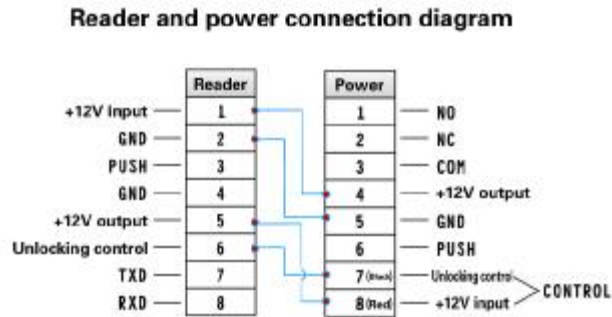 Reader and power connection diagram
Reader
+12V Input 1
GND 2
PUSH 3
GND 4
+12V output 5
Unlocking control 6
TXD 7
RXD 8
Power
1 NO
2 NC
3 COM
4 +12V output
5 GND
6 PUSH
7 (Black) Unlocking control
8 (Red) +12V input
CONTROL